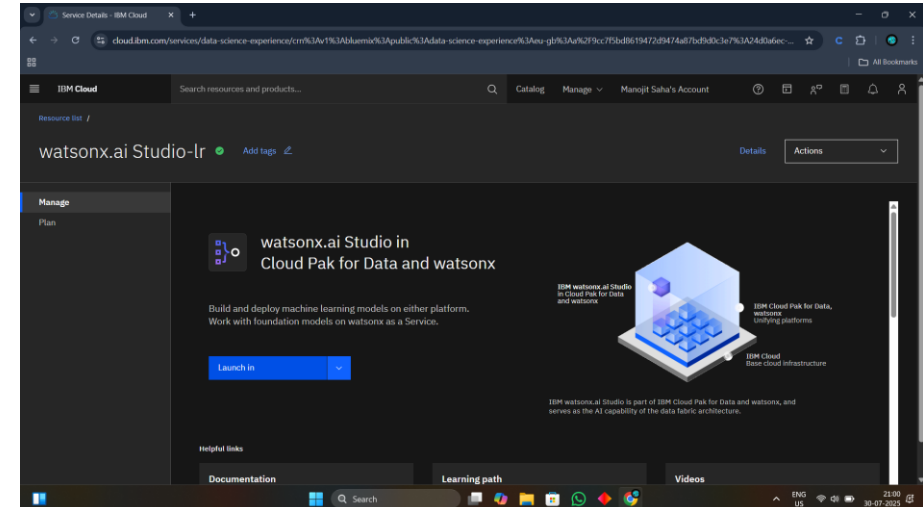 Service Details - IBM Cloud
cloud.ibm.com/services/data-science-experience/crn%3Av1%3Abluemix%3Apublic%3Adata-science-experience%3Aeu-gb%3Aa%2F9cc7f5bd8619472d9474a87bd9d0c3e7%3A24d0a6ec-...
All Bookmarks
IBM Cloud
Search resources and products...
Catalog
Manage
Manojit Saha's Account
Resource list /
watsonx.ai Studio-lr
Add tags
Details
Actions
Manage
Plan
watsonx.ai Studio in
Cloud Pak for Data and watsonx
Build and deploy machine learning models on either platform.
Work with foundation models on watsonx as a Service.
Launch in
IBM watsonx.ai Studio
in Cloud Pak for Data
and watsonx
IBM Cloud Pak for Data,
watsonx
Unifying platforms
IBM Cloud
Base cloud infrastructure
IBM watsonx.ai Studio is part of IBM Cloud Pak for Data and watsonx, and
serves as the AI capability of the data fabric architecture.
Helpful links
Documentation
Learning path
Videos
Search
ENG
US
21:00
30-07-2025